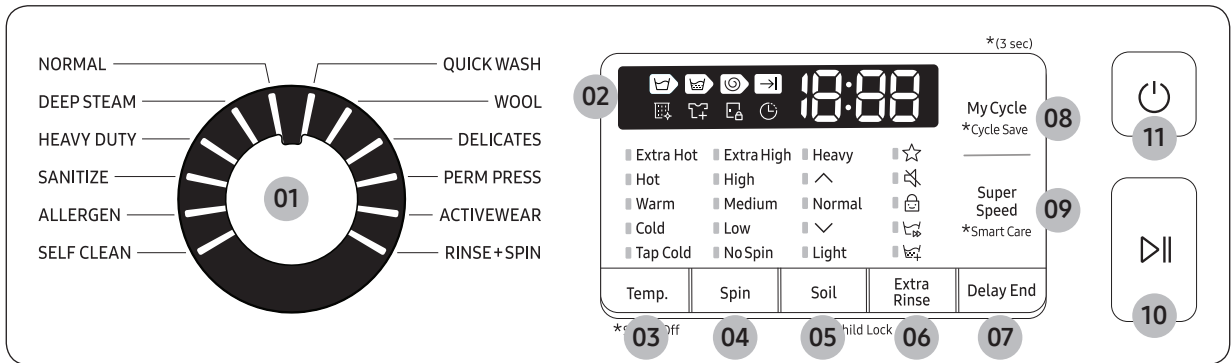 *(3 sec)
NORMAL
QUICK WASH
DEEP STEAM
WOOL
HEAVY DUTY
DELICATES
SANITIZE
PERM PRESS
ALLERGEN
ACTIVEWEAR
SELF CLEAN
RINSE+SPIN
01
02
18:88
My Cycle
*Cycle Save
08
11
Extra Hot Extra High Heavy
Hot High
Warm Medium Normal
Cold Low
Tap Cold No Spin Light
Super
Speed
*Smart Care
09
10
Temp. Spin Soil Extra Rinse Delay End
Off
Lock
03 04 05 06 07